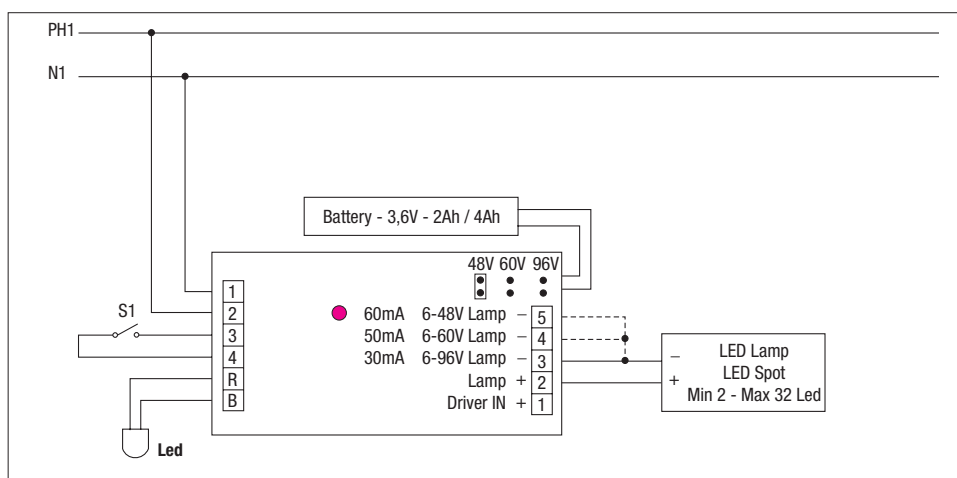 PH1
N1
Battery - 3,6V - 2Ah / 4Ah
48V 60V 96V
1
2
3
4
R
B
S1
Led
60mA 6-48V Lamp − 5
50mA 6-60V Lamp − 4
30mA 6-96V Lamp − 3
Lamp + 2
Driver IN + 1
− LED Lamp
LED Spot
+ Min 2 - Max 32 Led